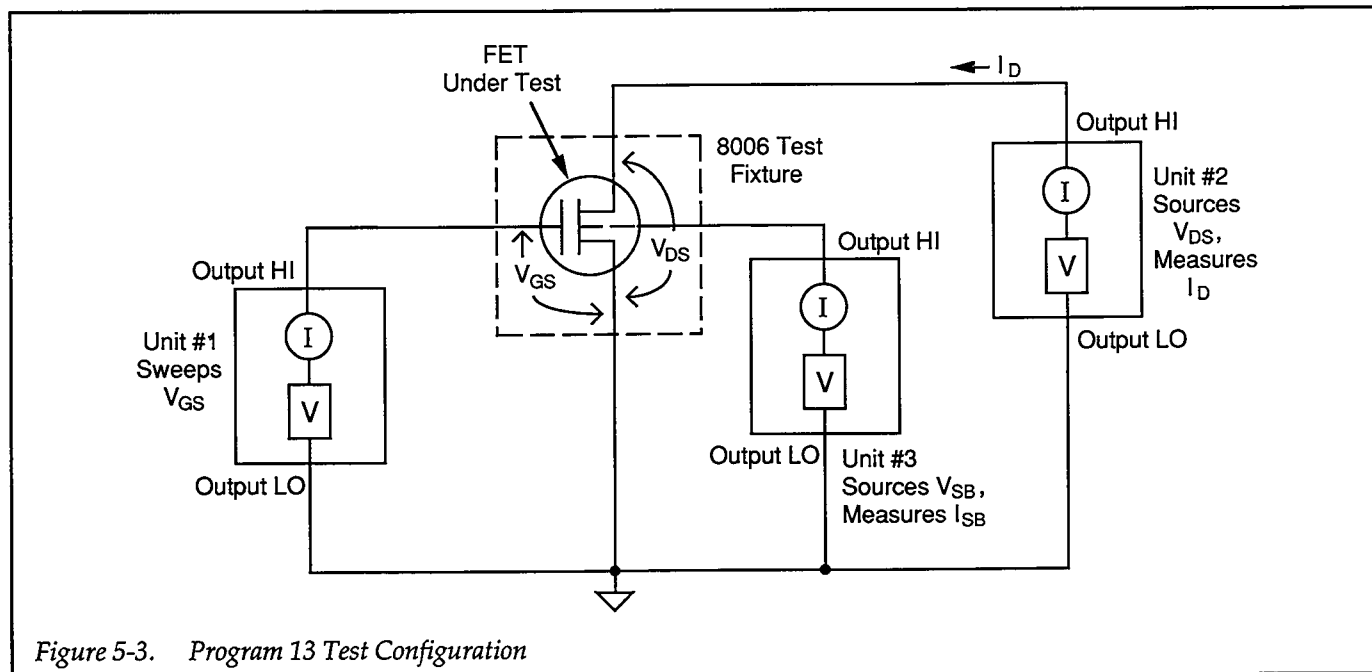 FET
Under Test
I_D
Output HI
8006 Test
Fixture
Unit #2
Sources
V_DS,
Measures
I_D
I
V
Output LO
V_GS
V_DS
Output HI
Unit #1
Sweeps
V_GS
I
V
Output LO
Output HI
I
V
Output LO
Unit #3
Sources V_SB,
Measures I_SB
Figure 5-3. Program 13 Test Configuration